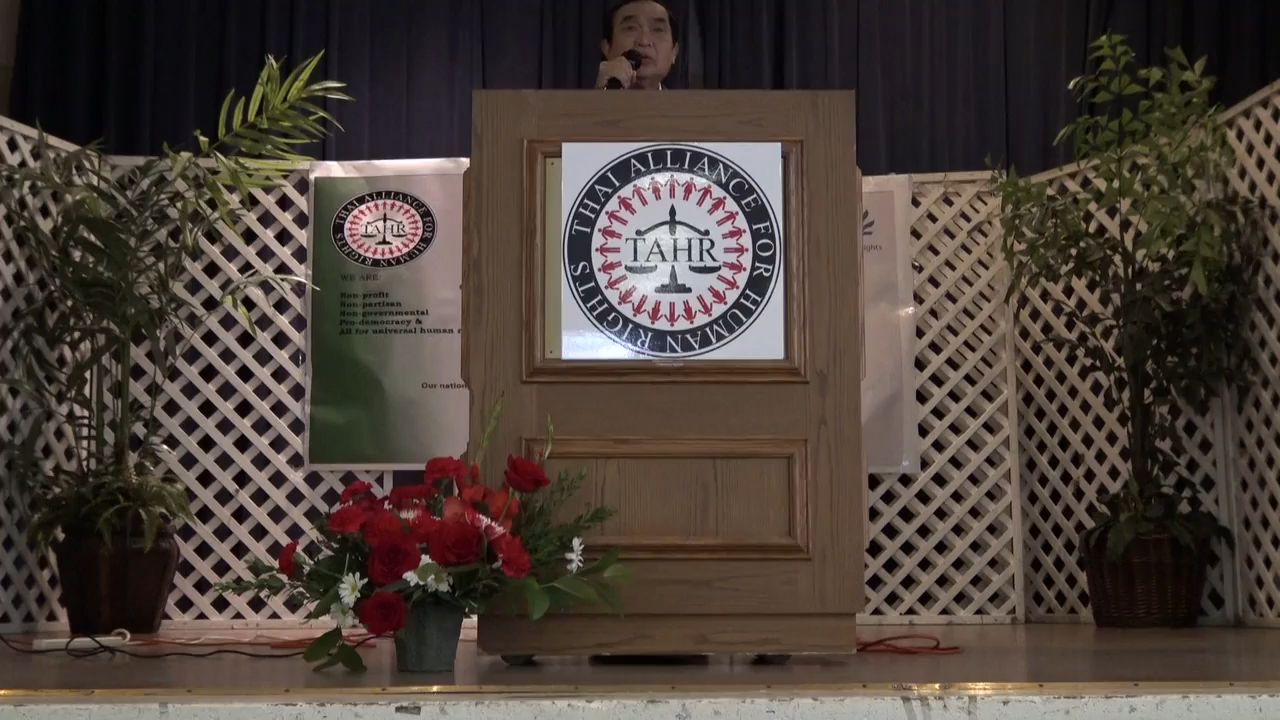 THAI ALLIANCE FOR HUMAN RIGHTS
TAHR
WE ARE:
Non-profit
Non-partisan
Non-governmental
Pro-democracy &
All for universal human
Our nation
THAI ALLIANCE FOR HUMAN RIGHTS
TAHR
ights